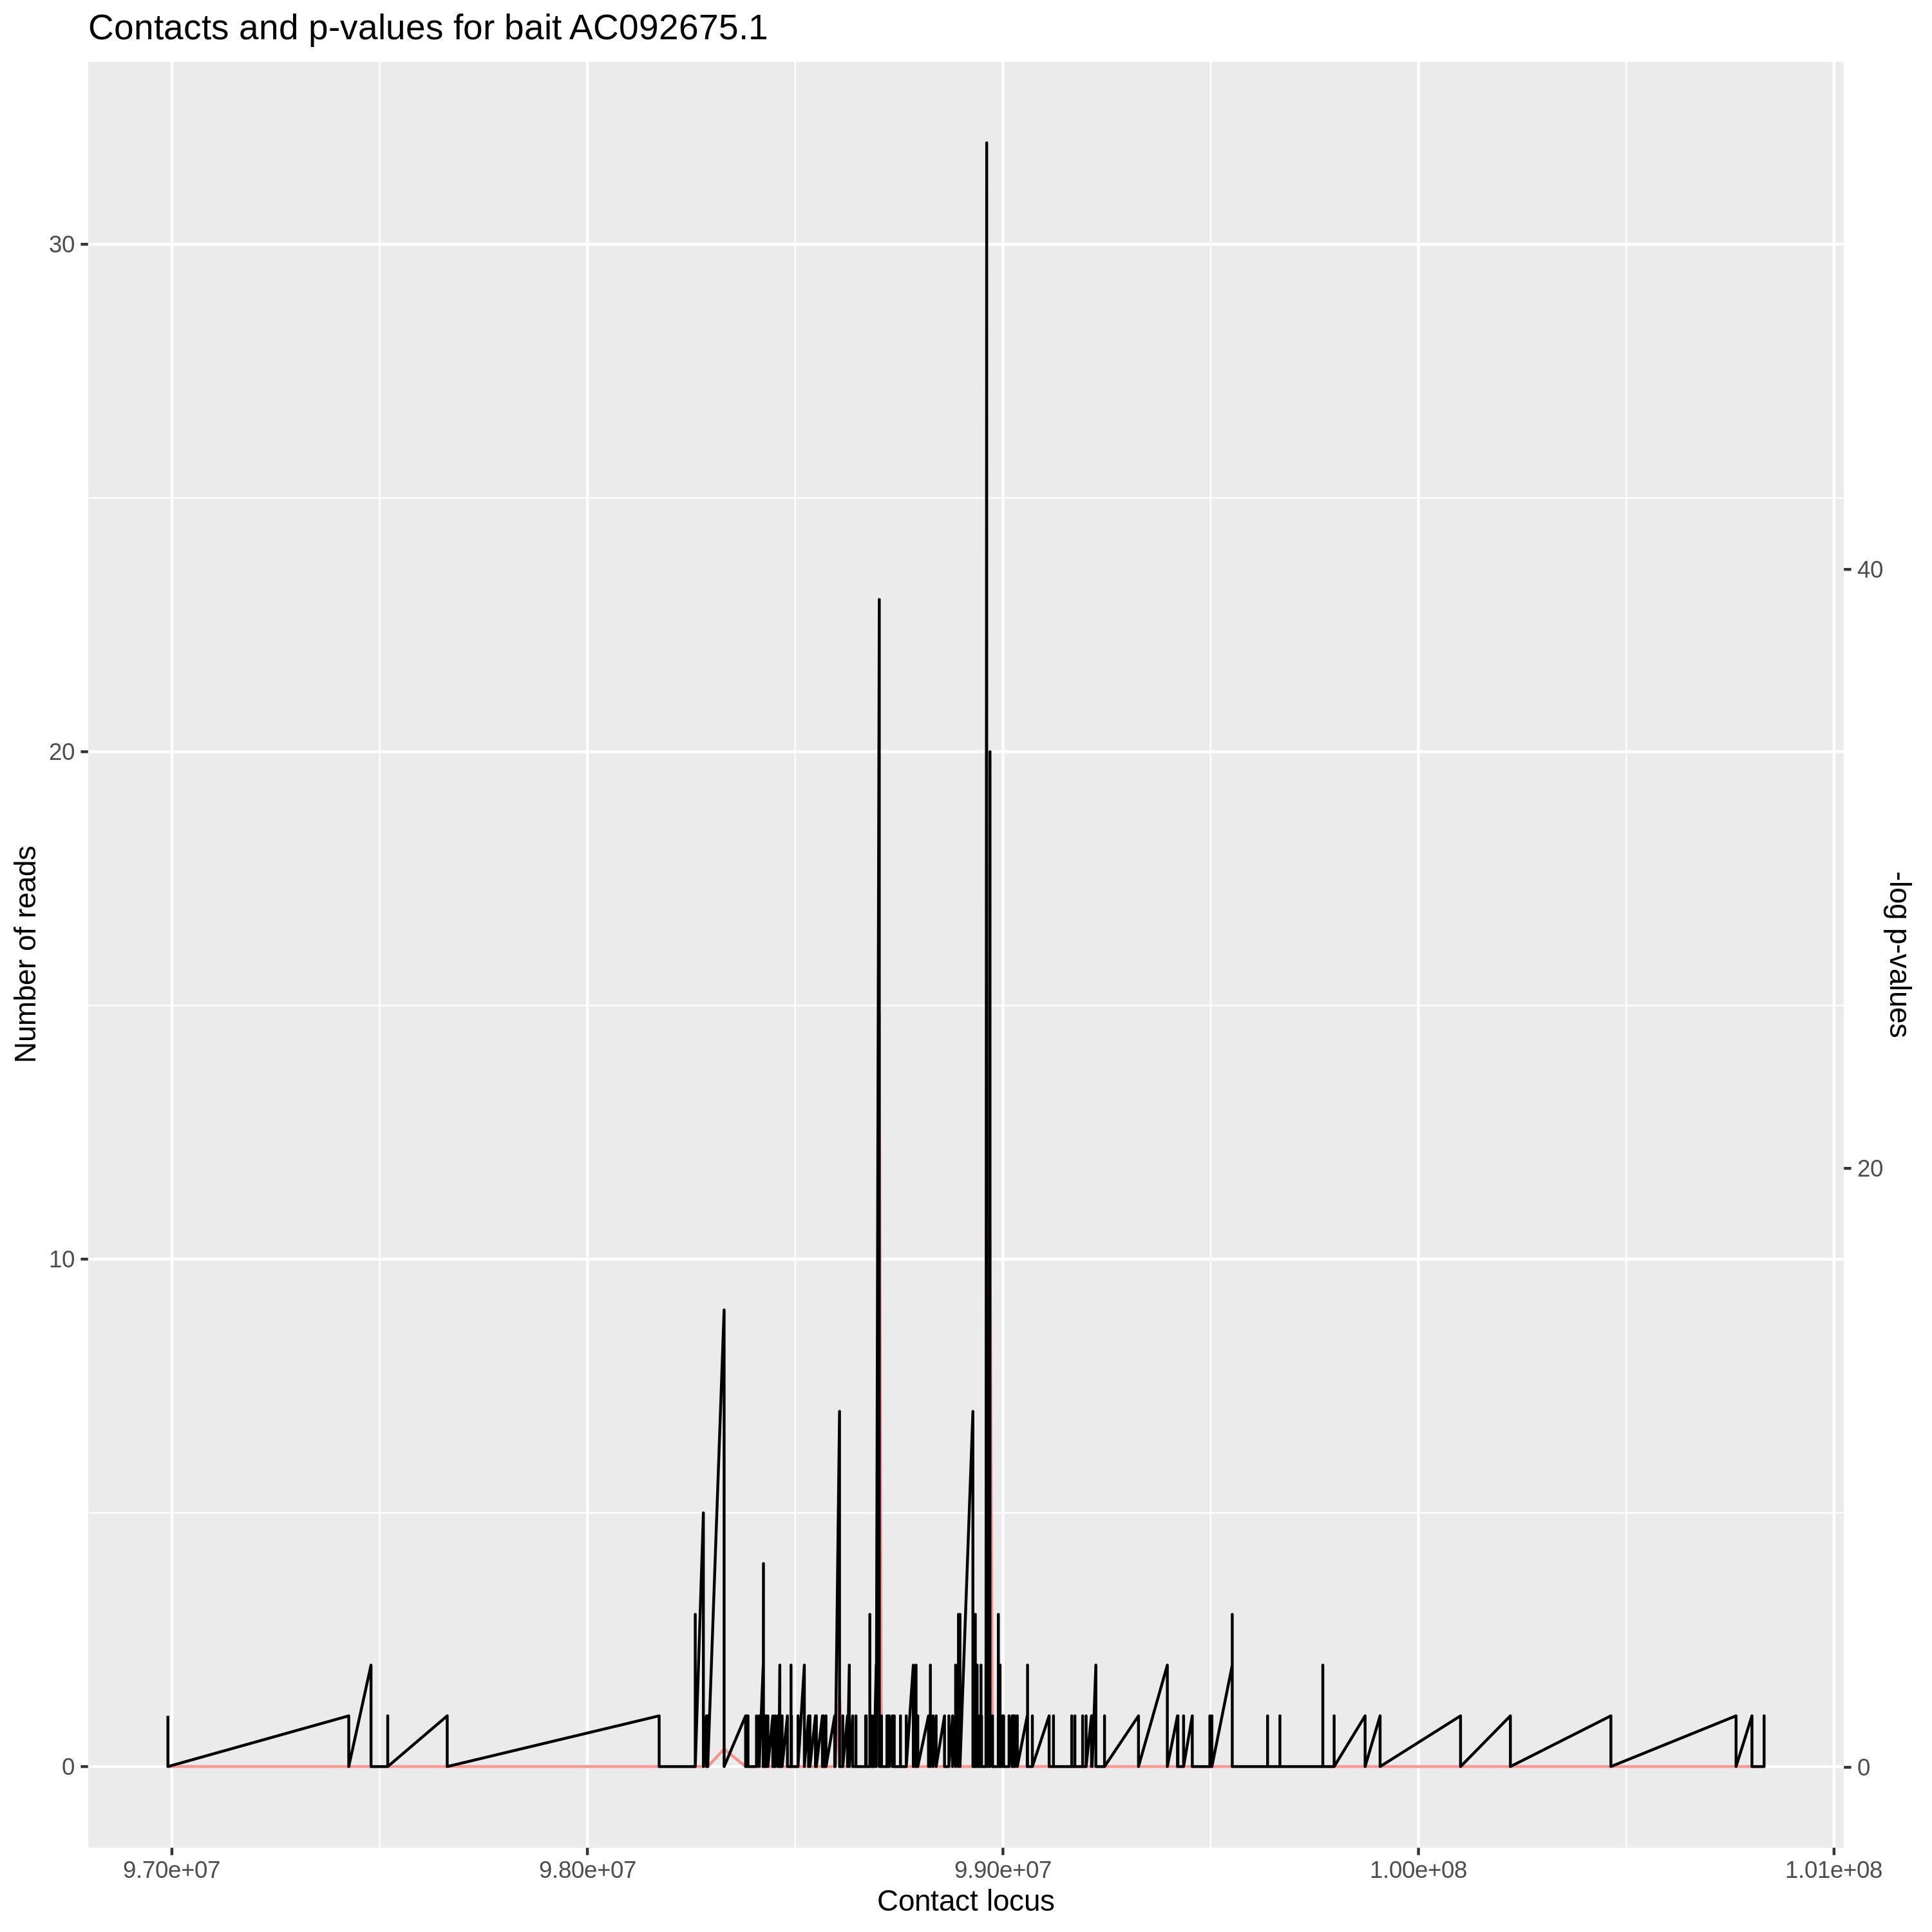 Contacts and p-values for bait AC092675.1
Number of reads
30
20
10
0
40
20
0
-log p-values
9.70e+07
9.80e+07
9.90e+07
1.00e+08
1.01e+08
Contact locus